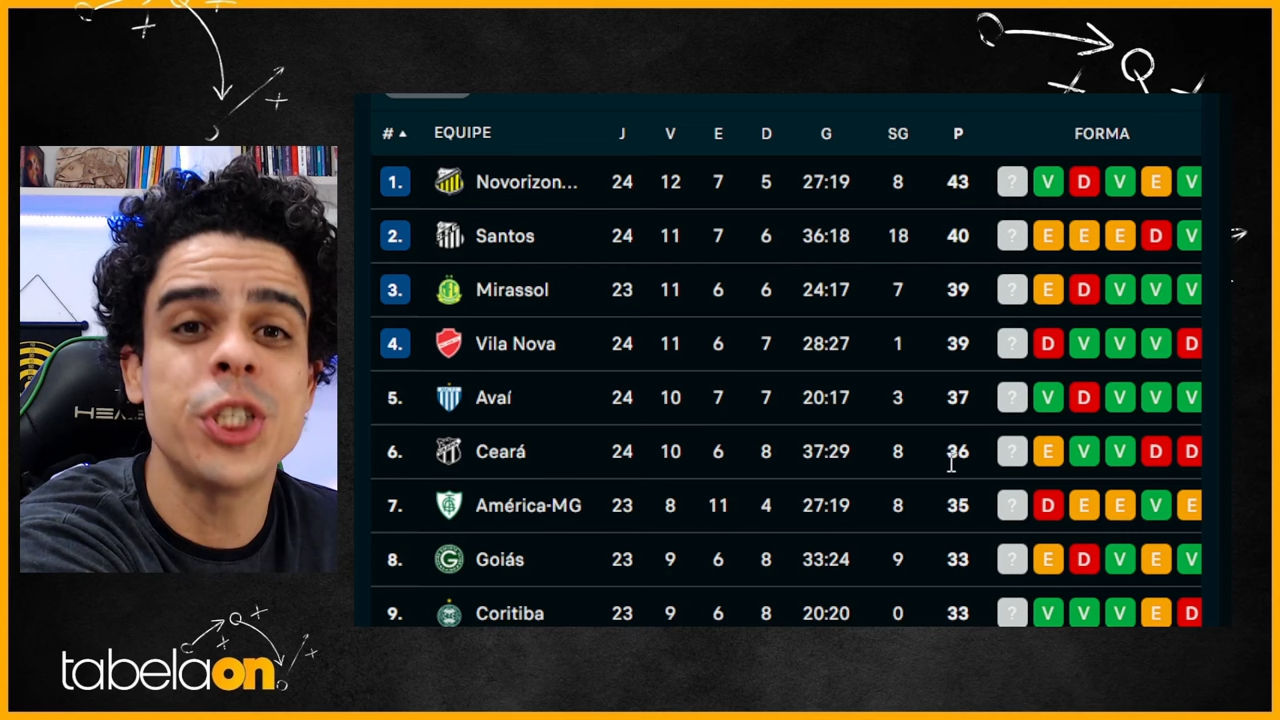 # EQUIPE J V E D G SG P FORMA
1. Novorizon... 24 12 7 5 27:19 8 43 ? V D V E V
2. Santos 24 11 7 6 36:18 18 40 ? E E E D V
3. Mirassol 23 11 6 6 24:17 7 39 ? E D V V V
4. Vila Nova 24 11 6 7 28:27 1 39 ? D V V V D
5. Avaí 24 10 7 7 20:17 3 37 ? V D V V V
6. Ceará 24 10 6 8 37:29 8 36 ? E V V D D
7. América-MG 23 8 11 4 27:19 8 35 ? D E E V E
8. Goiás 23 9 6 8 33:24 9 33 ? E D V E V
9. Coritiba 23 9 6 8 20:20 0 33 ? V V V E D
tabelaon